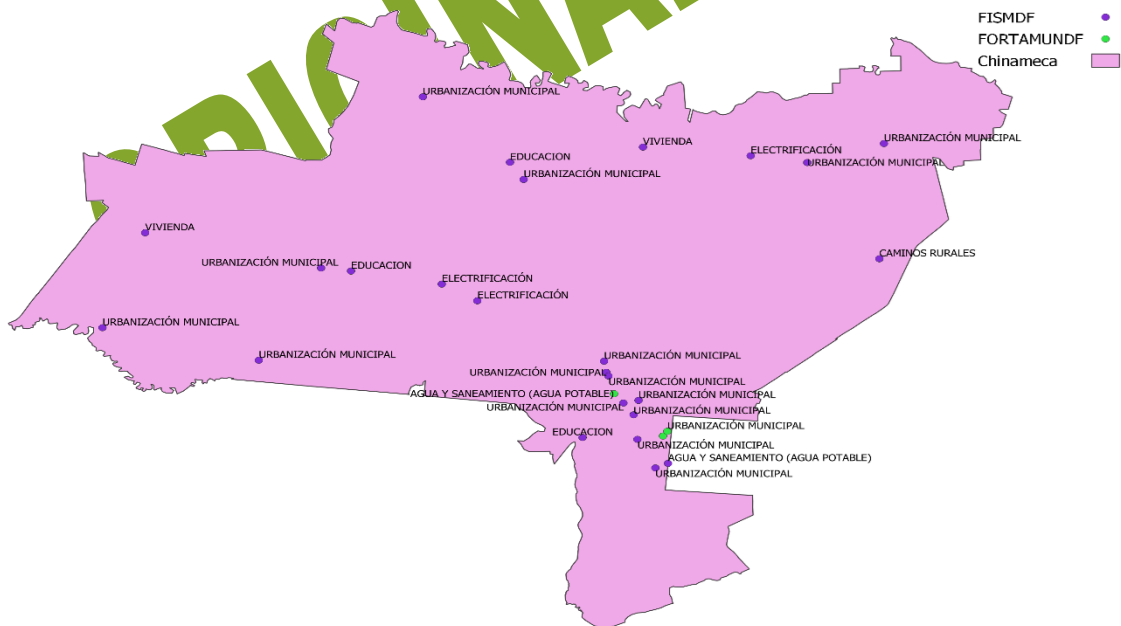 FISMDF
FORTAMUNDF
Chinameca
URBANIZACIÓN MUNICIPAL
VIVIENDA
URBANIZACIÓN MUNICIPAL
ELECTRIFICACIÓN
EDUCACION
URBANIZACIÓN MUNICIPAL
URBANIZACIÓN MUNICIPAL
VIVIENDA
CAMINOS RURALES
URBANIZACIÓN MUNICIPAL
EDUCACION
ELECTRIFICACIÓN
ELECTRIFICACIÓN
URBANIZACIÓN MUNICIPAL
URBANIZACIÓN MUNICIPAL
URBANIZACIÓN MUNICIPAL
URBANIZACIÓN MUNICIPAL
URBANIZACIÓN MUNICIPAL
AGUA Y SANEAMIENTO (AGUA POTABLE)
URBANIZACIÓN MUNICIPAL
URBANIZACIÓN MUNICIPAL
URBANIZACIÓN MUNICIPAL
URBANIZACIÓN MUNICIPAL
EDUCACION
URBANIZACIÓN MUNICIPAL
AGUA Y SANEAMIENTO (AGUA POTABLE)
URBANIZACIÓN MUNICIPAL